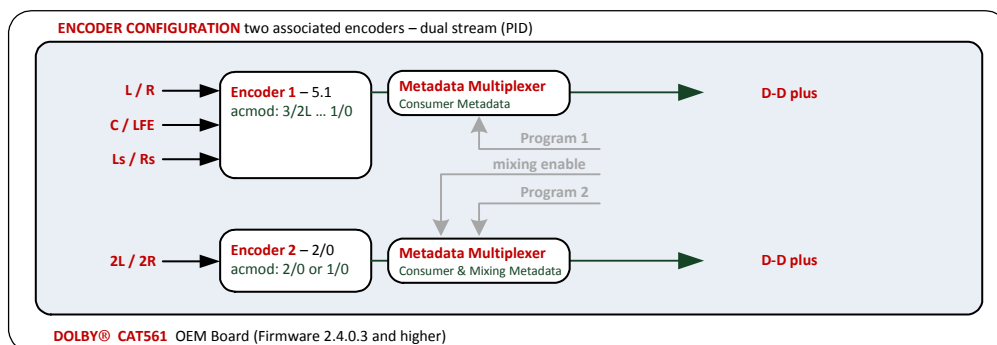 ENCODER CONFIGURATION two associated encoders – dual stream (PID)
L / R
C / LFE
Ls / Rs
Encoder 1 – 5.1
acmod: 3/2L ... 1/0
Metadata Multiplexer
Consumer Metadata
D-D plus
Program 1
mixing enable
Program 2
2L / 2R
Encoder 2 – 2/0
acmod: 2/0 or 1/0
Metadata Multiplexer
Consumer & Mixing Metadata
D-D plus
DOLBY® CAT561 OEM Board (Firmware 2.4.0.3 and higher)